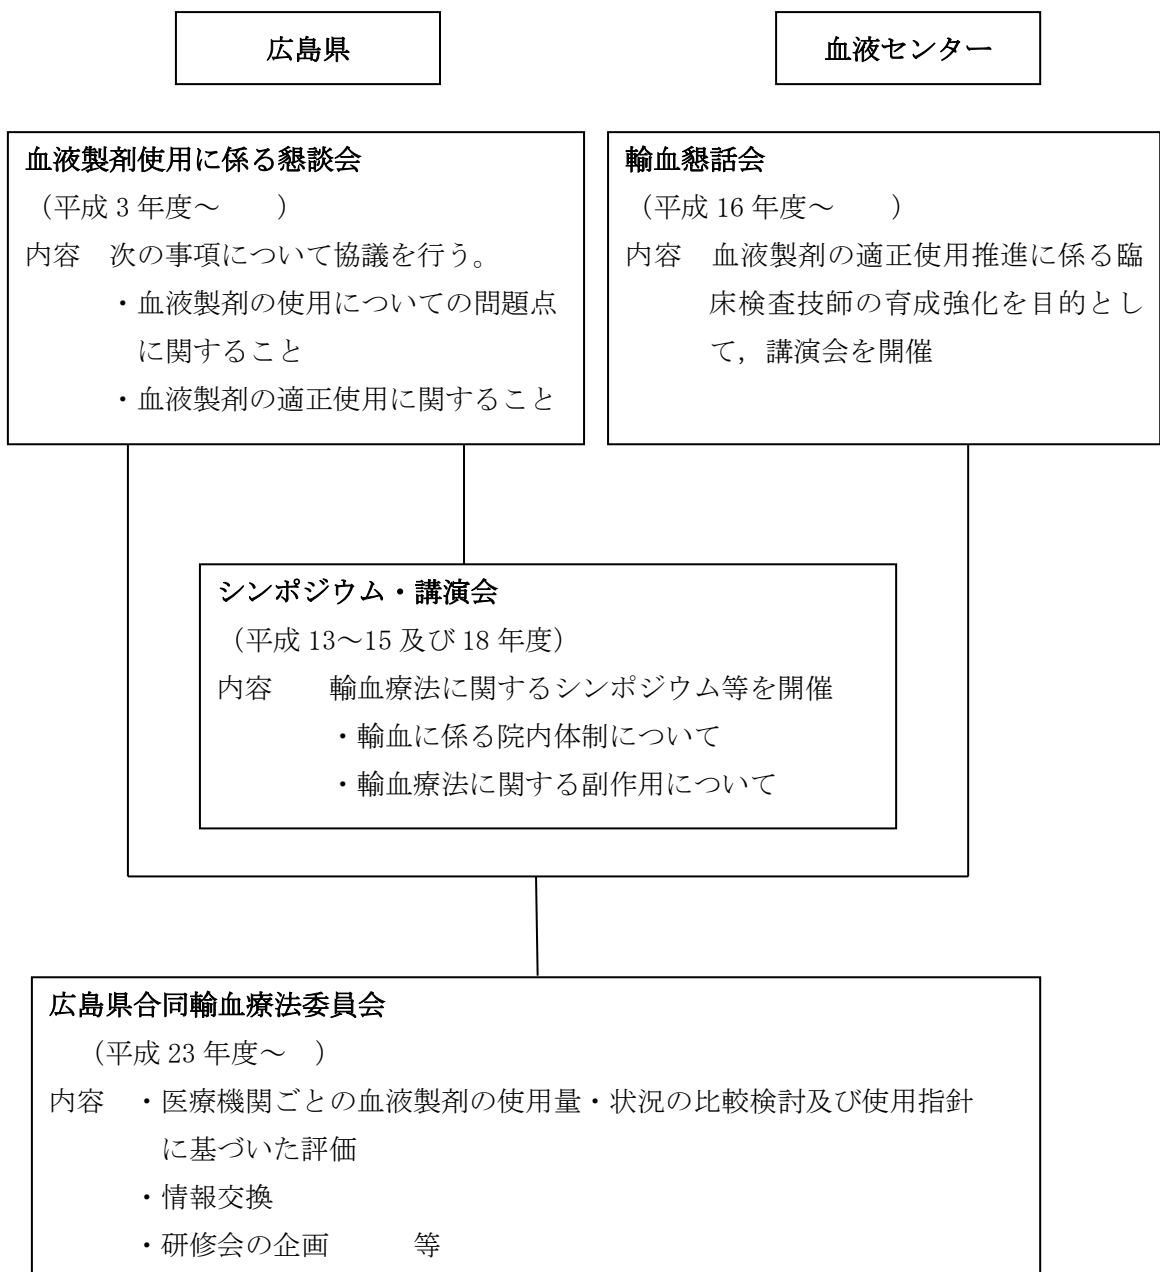 広島県
血液センター
血液製剤使用に係る懇談会
（平成 3 年度～　　）
内容　次の事項について協議を行う。
・血液製剤の使用についての問題点
に関すること
・血液製剤の適正使用に関すること
輸血懇話会
（平成 16 年度～　　）
内容　血液製剤の適正使用推進に係る臨
床検査技師の育成強化を目的とし
て，講演会を開催
シンポジウム・講演会
（平成 13～15 及び 18 年度）
内容　　輸血療法に関するシンポジウム等を開催
・輸血に係る院内体制について
・輸血療法に関する副作用について
広島県合同輸血療法委員会
（平成 23 年度～　）
内容　・医療機関ごとの血液製剤の使用量・状況の比較検討及び使用指針
に基づいた評価
・情報交換
・研修会の企画　　　等